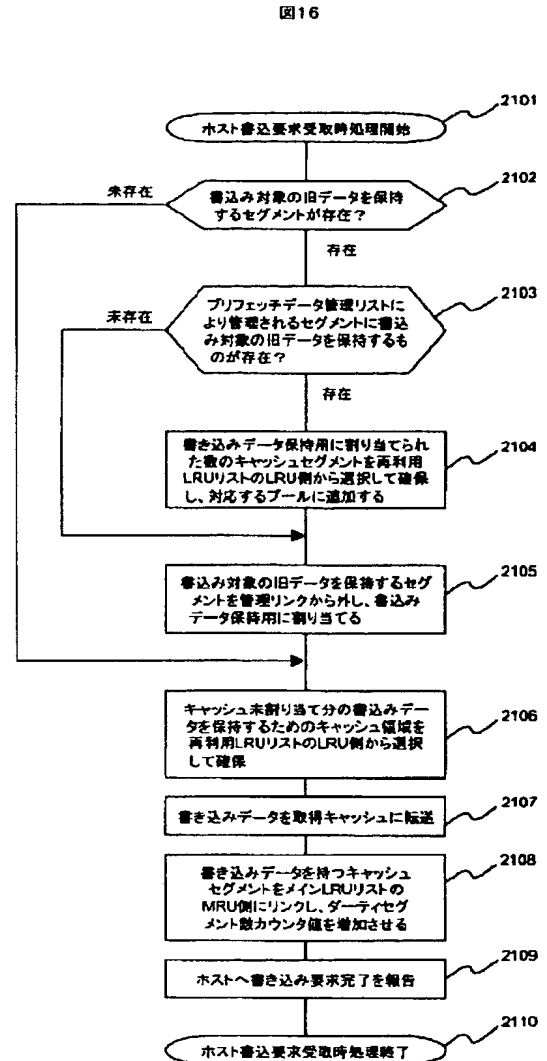 図16
2101
ホスト書込要求受取時処理開始
2102
未存在
書込み対象の旧データを保持
するセグメントが存在？
存在
2103
未存在
プリフェッチデータ管理リストに
より管理されるセグメントに書込
み対象の旧データを保持するも
のが存在？
存在
2104
書き込みデータ保持用に割り当てられ
た数のキャッシュセグメントを再利用
LRUリストのLRU側から選択して確保
し、対応するプールに追加する
2105
書込み対象の旧データを保持するセグ
メントを管理リンクから外し、書込み
データ保持用に割り当てる
2106
キャッシュ未割り当て分の書込みデー
タを保持するためのキャッシュ領域を
再利用LRUリストのLRU側から選択
して確保
2107
書き込みデータを取得キャッシュに転送
2108
書き込みデータを持つキャッシュ
セグメントをメインLRUリストの
MRU側にリンクし、ダーティセグ
メント数カウンタ値を増加させる
2109
ホストへ書き込み要求完了を報告
2110
ホスト書込要求受取時処理終了